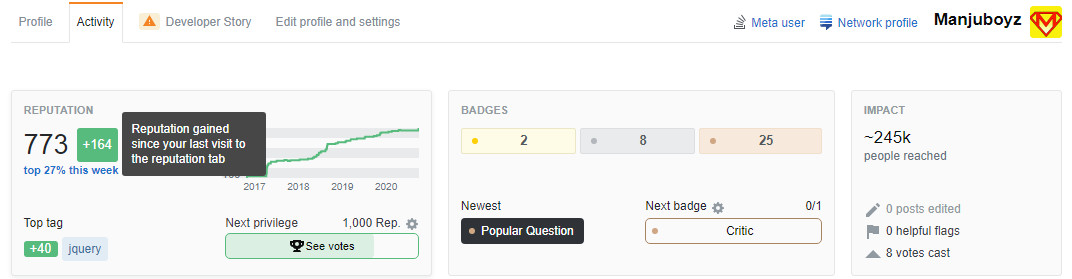 Profile
Activity
Developer Story
Edit profile and settings
Meta user
Network profile
Manjuboyz
REPUTATION
773
+164
Reputation gained
since your last visit to
the reputation tab
top 27% this week
2017 2018 2019 2020
Top tag
+40 jquery
Next privilege 1,000 Rep.
See votes
BADGES
2 8 25
Newest
Popular Question
Next badge 0/1
Critic
IMPACT
~245k
people reached
0 posts edited
0 helpful flags
8 votes cast